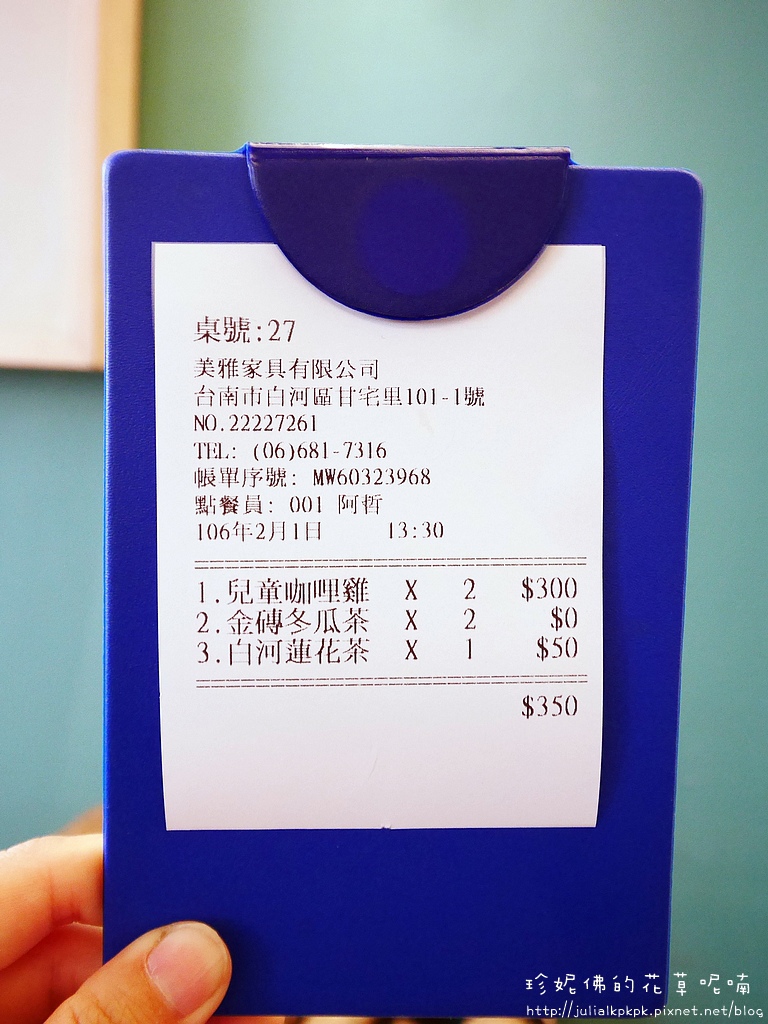 桌號:27
美雅家具有限公司
台南市白河區甘宅里101-1號
NO.22227261
TEL: (06)681-7316
帳單序號: MW60323968
點餐員: 001 阿哲
106年2月1日 13:30
1.兒童咖哩雞 X 2 $300
2.金磚冬瓜茶 X 2 $0
3.白河蓮花茶 X 1 $50
$350
珍妮佛的花草呢喃
http://julialkpkpk.pixnet.net/blog